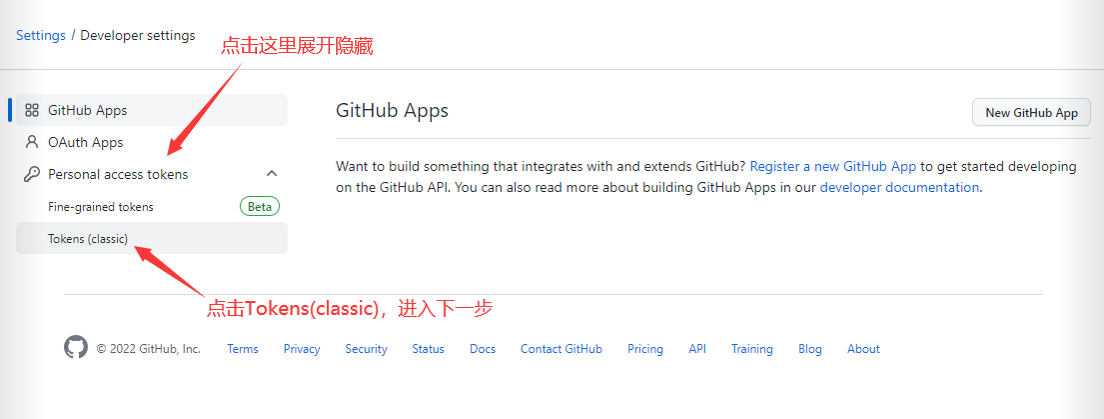 Settings / Developer settings
点击这里展开隐藏
GitHub Apps
OAuth Apps
Personal access tokens
Fine-grained tokens Beta
Tokens (classic)
GitHub Apps
New GitHub App
Want to build something that integrates with and extends GitHub? Register a new GitHub App to get started developing
on the GitHub API. You can also read more about building GitHub Apps in our developer documentation.
点击Tokens(classic)，进入下一步
© 2022 GitHub, Inc. Terms Privacy Security Status Docs Contact GitHub Pricing API Training Blog About